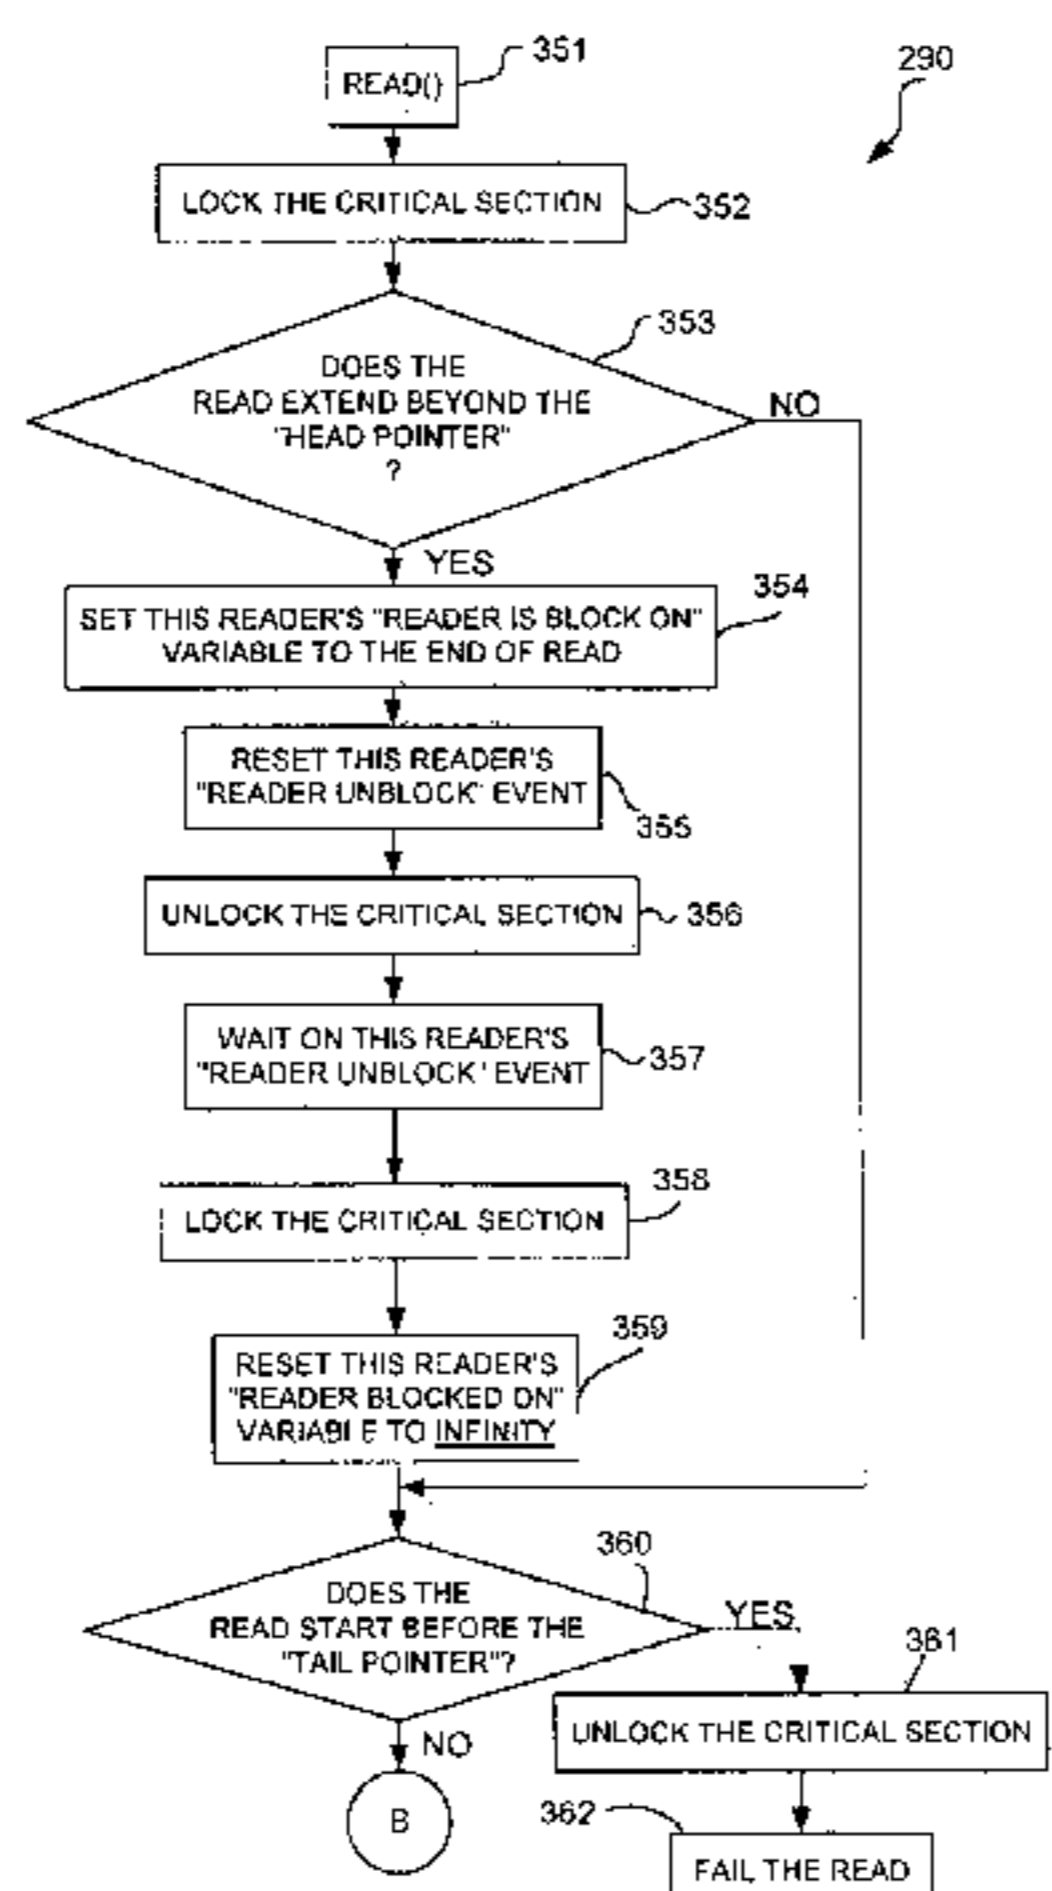 351
READ()
290
LOCK THE CRITICAL SECTION
352
353
DOES THE
READ EXTEND BEYOND THE
"HEAD POINTER"
?
NO
YES
354
SET THIS READER'S "READER IS BLOCK ON"
VARIABLE TO THE END OF READ
RESET THIS READER'S
"READER UNBLOCK" EVENT
355
UNLOCK THE CRITICAL SECTION
356
WAIT ON THIS READER'S
"READER UNBLOCK" EVENT
357
358
LOCK THE CRITICAL SECTION
359
RESET THIS READER'S
"READER BLOCKED ON"
VARIABLE TO INFINITY
360
DOES THE
READ START BEFORE THE
"TAIL POINTER"?
YES
361
UNLOCK THE CRITICAL SECTION
NO
B
362
FAIL THE READ